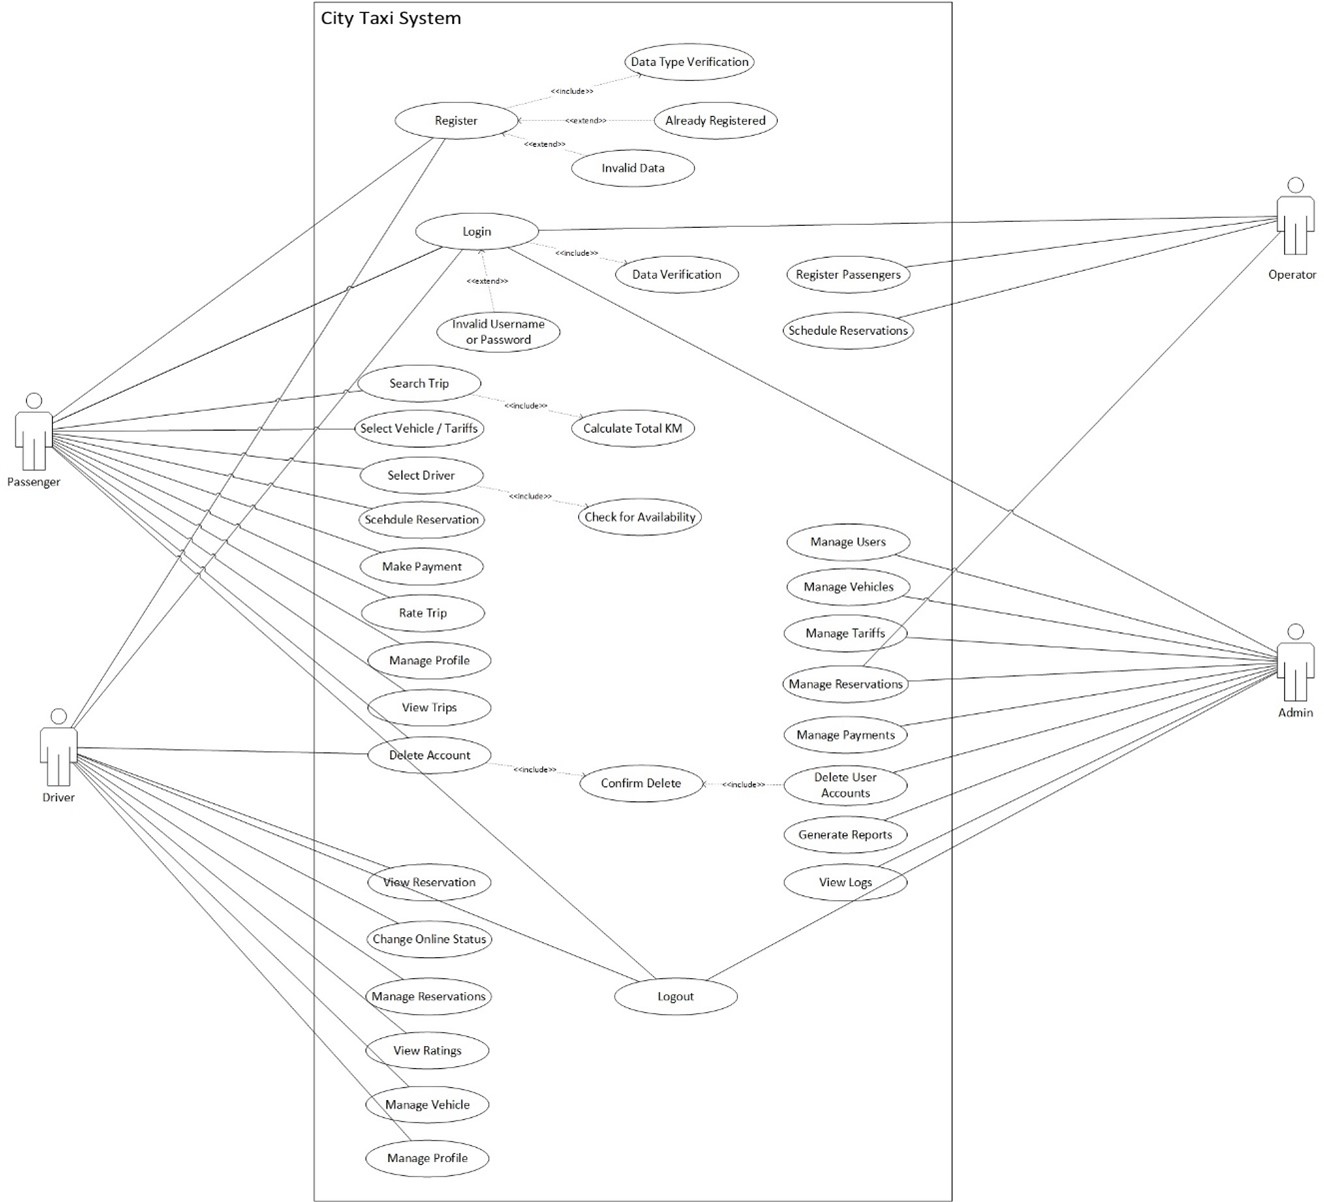 City Taxi System
Data Type Verification
<<include>>
Register
<<extend>>
Already Registered
<<extend>>
Invalid Data
Login
<<include>>
Data Verification
Register Passengers
Operator
<<extend>>
Invalid Username
or Password
Schedule Reservations
Search Trip
<<include>>
Select Vehicle / Tariffs
Calculate Total KM
Passenger
Select Driver
<<include>>
Check for Availability
Scehdule Reservation
Manage Users
Make Payment
Manage Vehicles
Rate Trip
Manage Tariffs
Manage Profile
Manage Reservations
View Trips
Admin
Manage Payments
Delete Account
<<include>>
Confirm Delete
<<include>>
Delete User
Accounts
Driver
Generate Reports
View Reservation
View Logs
Change Online Status
Manage Reservations
Logout
View Ratings
Manage Vehicle
Manage Profile